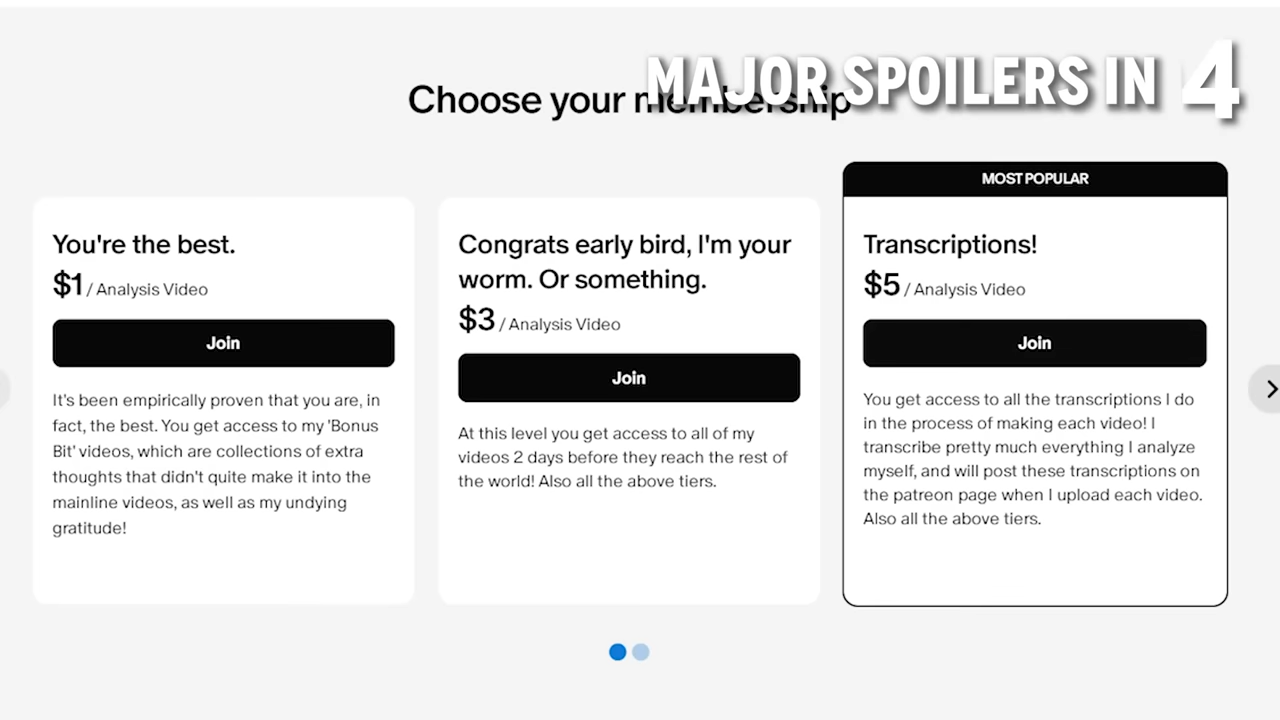 MAJOR SPOILERS IN 4
Choose your membership
MOST POPULAR
You're the best.
$1 / Analysis Video
Join
It's been empirically proven that you are, in
fact, the best. You get access to my 'Bonus
Bit' videos, which are collections of extra
thoughts that didn't quite make it into the
mainline videos, as well as my undying
gratitude!
Congrats early bird, I'm your
worm. Or something.
$3 / Analysis Video
Join
At this level you get access to all of my
videos 2 days before they reach the rest of
the world! Also all the above tiers.
Transcriptions!
$5 / Analysis Video
Join
You get access to all the transcriptions I do
in the process of making each video! I
transcribe pretty much everything I analyze
myself, and will post these transcriptions on
the patreon page when I upload each video.
Also all the above tiers.